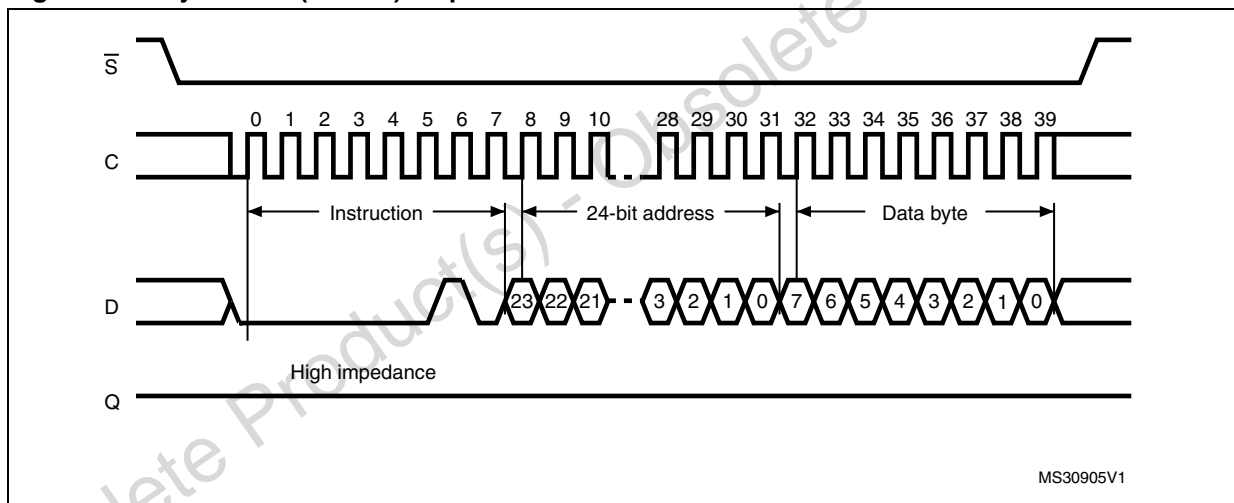 S
0 1 2 3 4 5 6 7 8 9 10 28 29 30 31 32 33 34 35 36 37 38 39
C
Instruction 24-bit address Data byte
D 23 22 21 3 2 1 0 7 6 5 4 3 2 1 0
High impedance
Q
MS30905V1
lete Product(s) - Obsolete